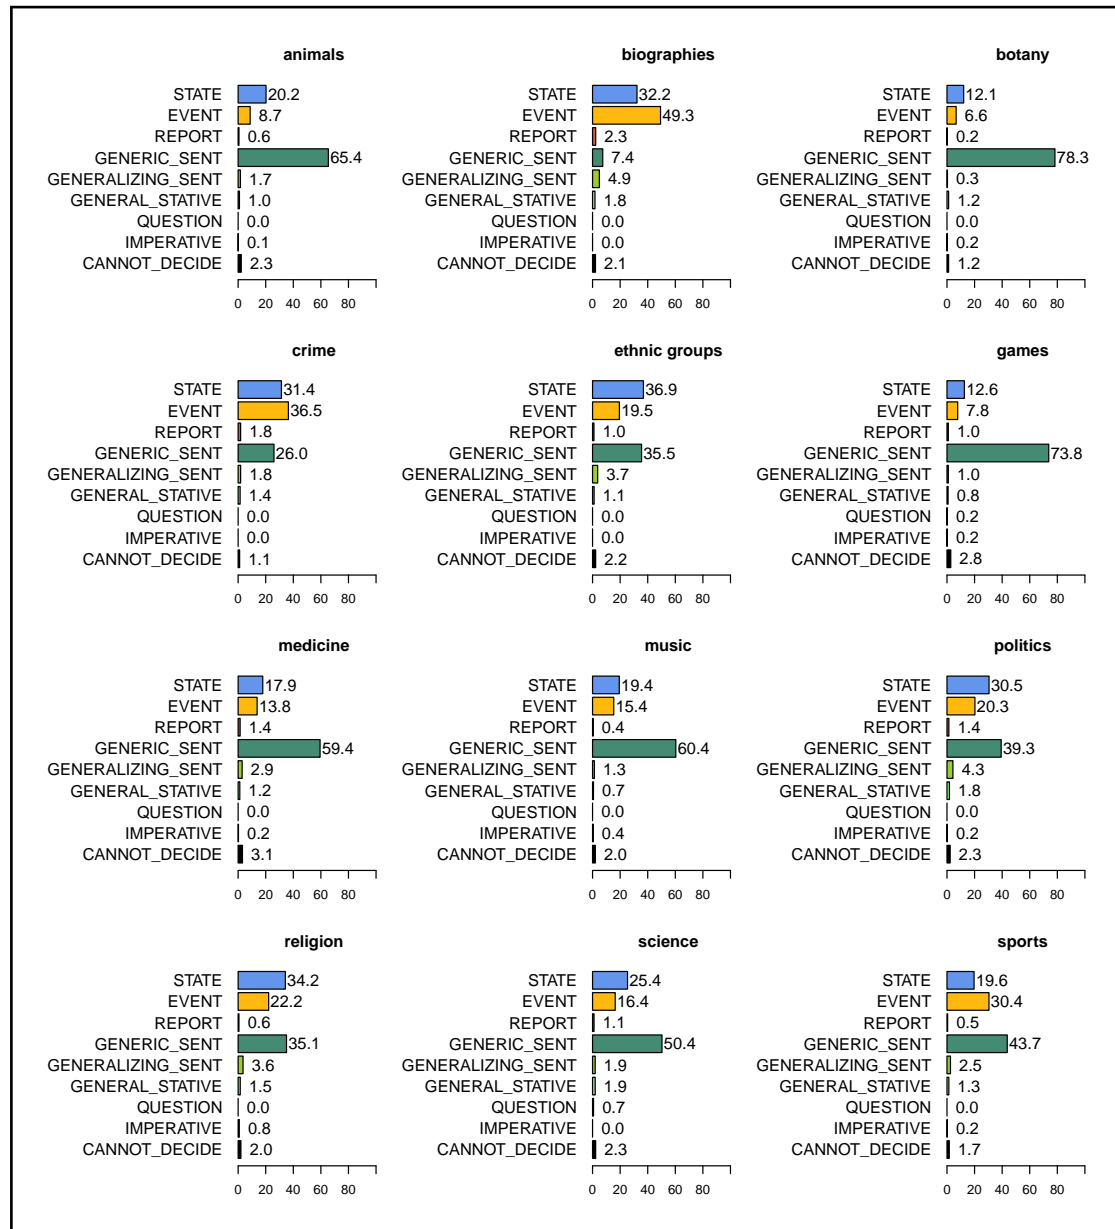 animals biographies botany
STATE 20.2 STATE 32.2 STATE 12.1
EVENT 8.7 EVENT 49.3 EVENT 6.6
REPORT 0.6 REPORT 2.3 REPORT 0.2
GENERIC_SENT 65.4 GENERIC_SENT 7.4 GENERIC_SENT 78.3
GENERALIZING_SENT 1.7 GENERALIZING_SENT 4.9 GENERALIZING_SENT 0.3
GENERAL_STATIVE 1.0 GENERAL_STATIVE 1.8 GENERAL_STATIVE 1.2
QUESTION 0.0 QUESTION 0.0 QUESTION 0.0
IMPERATIVE 0.1 IMPERATIVE 0.0 IMPERATIVE 0.2
CANNOT_DECIDE 2.3 CANNOT_DECIDE 2.1 CANNOT_DECIDE 1.2
0 20 40 60 80 0 20 40 60 80 0 20 40 60 80
crime ethnic groups games
STATE 31.4 STATE 36.9 STATE 12.6
EVENT 36.5 EVENT 19.5 EVENT 7.8
REPORT 1.8 REPORT 1.0 REPORT 1.0
GENERIC_SENT 26.0 GENERIC_SENT 35.5 GENERIC_SENT 73.8
GENERALIZING_SENT 1.8 GENERALIZING_SENT 3.7 GENERALIZING_SENT 1.0
GENERAL_STATIVE 1.4 GENERAL_STATIVE 1.1 GENERAL_STATIVE 0.8
QUESTION 0.0 QUESTION 0.0 QUESTION 0.2
IMPERATIVE 0.0 IMPERATIVE 0.0 IMPERATIVE 0.2
CANNOT_DECIDE 1.1 CANNOT_DECIDE 2.2 CANNOT_DECIDE 2.8
0 20 40 60 80 0 20 40 60 80 0 20 40 60 80
medicine music politics
STATE 17.9 STATE 19.4 STATE 30.5
EVENT 13.8 EVENT 15.4 EVENT 20.3
REPORT 1.4 REPORT 0.4 REPORT 1.4
GENERIC_SENT 59.4 GENERIC_SENT 60.4 GENERIC_SENT 39.3
GENERALIZING_SENT 2.9 GENERALIZING_SENT 1.3 GENERALIZING_SENT 4.3
GENERAL_STATIVE 1.2 GENERAL_STATIVE 0.7 GENERAL_STATIVE 1.8
QUESTION 0.0 QUESTION 0.0 QUESTION 0.0
IMPERATIVE 0.2 IMPERATIVE 0.4 IMPERATIVE 0.2
CANNOT_DECIDE 3.1 CANNOT_DECIDE 2.0 CANNOT_DECIDE 2.3
0 20 40 60 80 0 20 40 60 80 0 20 40 60 80
religion science sports
STATE 34.2 STATE 25.4 STATE 19.6
EVENT 22.2 EVENT 16.4 EVENT 30.4
REPORT 0.6 REPORT 1.1 REPORT 0.5
GENERIC_SENT 35.1 GENERIC_SENT 50.4 GENERIC_SENT 43.7
GENERALIZING_SENT 3.6 GENERALIZING_SENT 1.9 GENERALIZING_SENT 2.5
GENERAL_STATIVE 1.5 GENERAL_STATIVE 1.9 GENERAL_STATIVE 1.3
QUESTION 0.0 QUESTION 0.7 QUESTION 0.0
IMPERATIVE 0.8 IMPERATIVE 0.0 IMPERATIVE 0.2
CANNOT_DECIDE 2.0 CANNOT_DECIDE 2.3 CANNOT_DECIDE 1.7
0 20 40 60 80 0 20 40 60 80 0 20 40 60 80